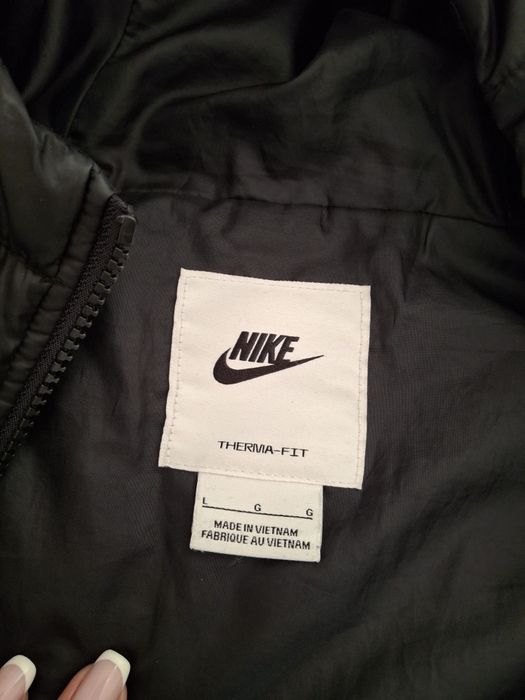 NIKE
THERMA-FIT
L G G
MADE IN VIETNAM
FABRIQUE AU VIETNAM